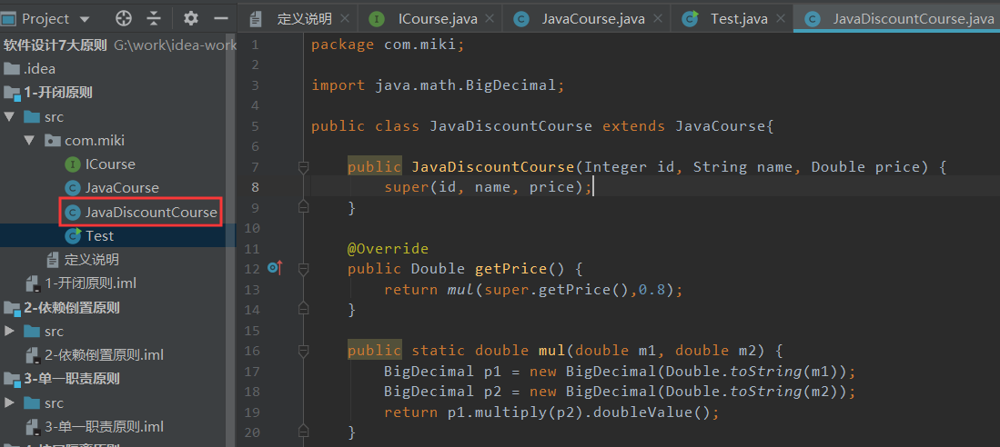 Project
软件设计7大原则 G:\work\idea-work
.idea
1-开闭原则
src
com.miki
ICourse
JavaCourse
JavaDiscountCourse
Test
定义说明
1-开闭原则.iml
2-依赖倒置原则
src
2-依赖倒置原则.iml
3-单一职责原则
src
3-单一职责原则.iml
定义说明 ICourse.java JavaCourse.java Test.java JavaDiscountCourse.java
1 package com.miki;
2
3 import java.math.BigDecimal;
4
5 public class JavaDiscountCourse extends JavaCourse{
6
7 public JavaDiscountCourse(Integer id, String name, Double price) {
8 super(id, name, price);
9 }
10
11 @Override
12 public Double getPrice() {
13 return mul(super.getPrice(),0.8);
14 }
15
16 public static double mul(double m1, double m2) {
17 BigDecimal p1 = new BigDecimal(Double.toString(m1));
18 BigDecimal p2 = new BigDecimal(Double.toString(m2));
19 return p1.multiply(p2).doubleValue();
20 }